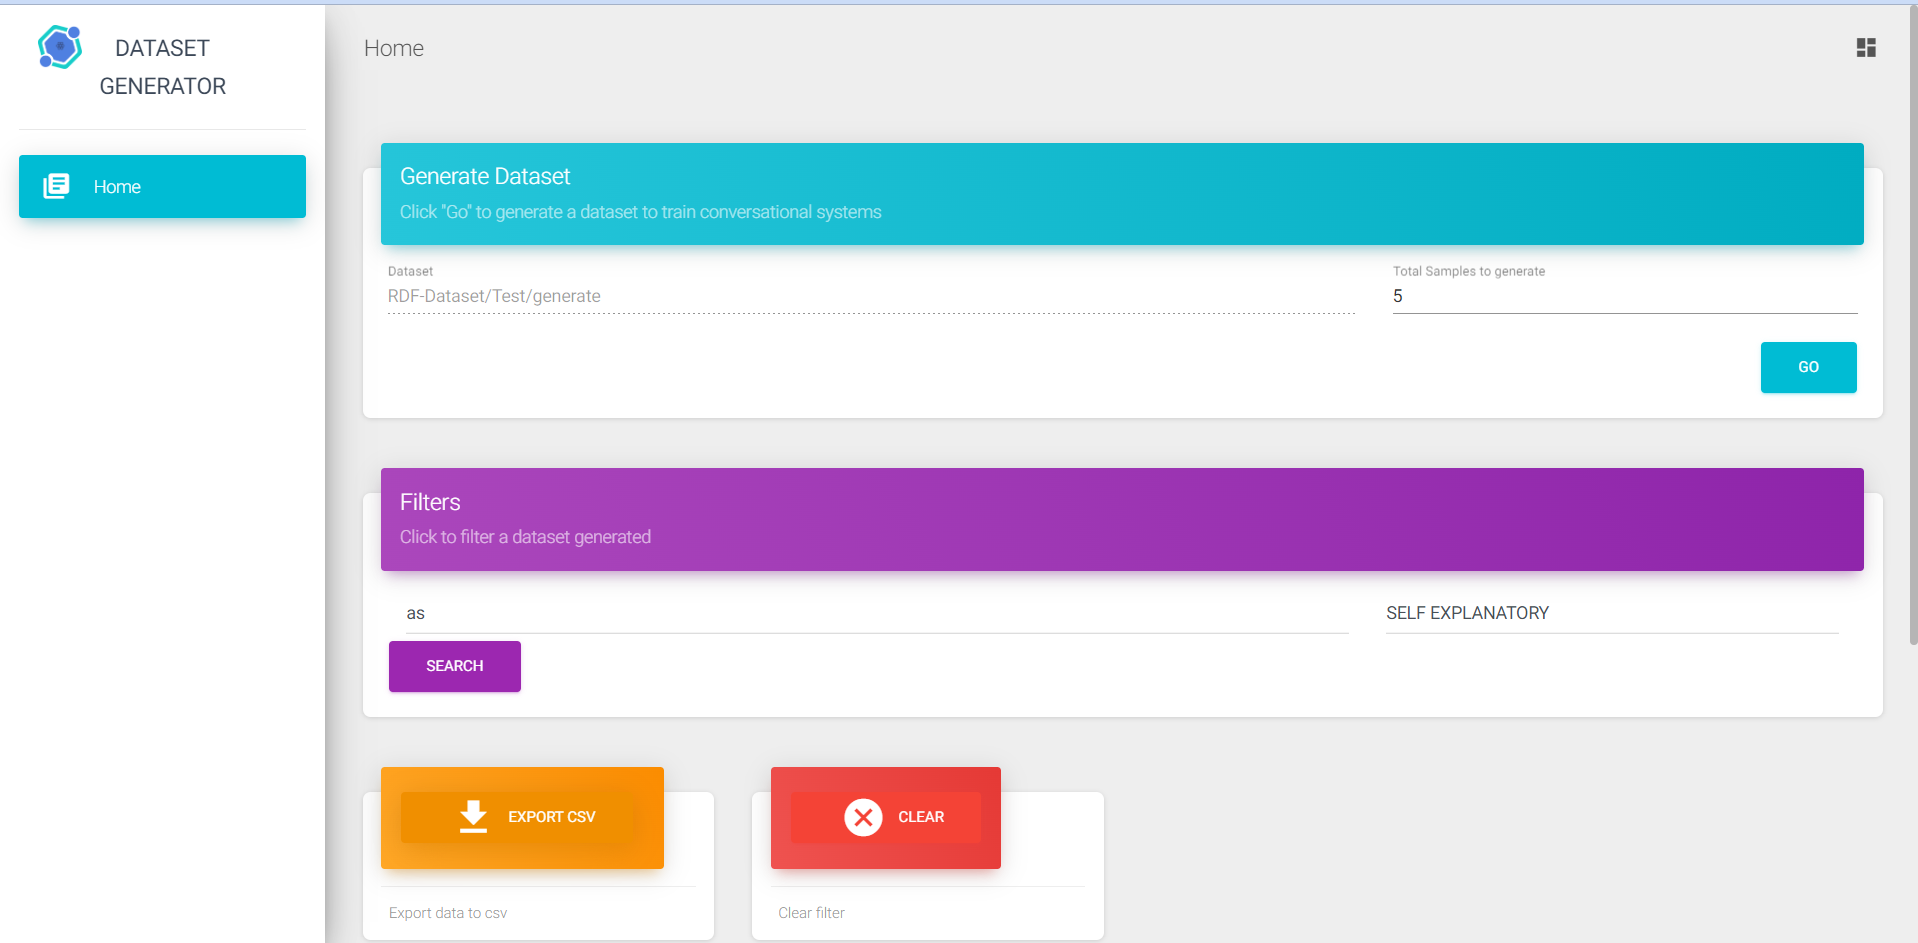 DATASET
GENERATOR
Home
Home
Generate Dataset
Click "Go" to generate a dataset to train conversational systems
Dataset
RDF-Dataset/Test/generate
Total Samples to generate
5
GO
Filters
Click to filter a dataset generated
as
SELF EXPLANATORY
SEARCH
EXPORT CSV
CLEAR
Export data to csv
Clear filter